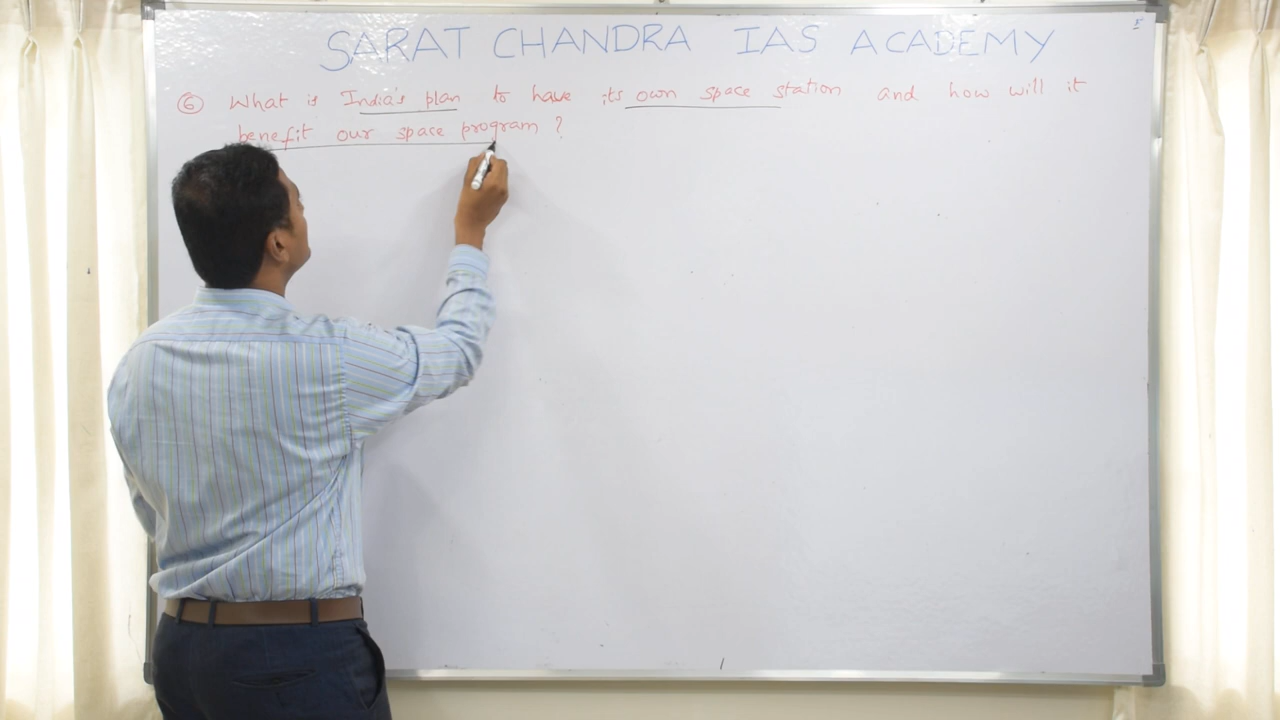 SARAT CHANDRA IAS ACADEMY
5
⑥ What is India's plan to have its own space station and how will it
benefit our space program ?